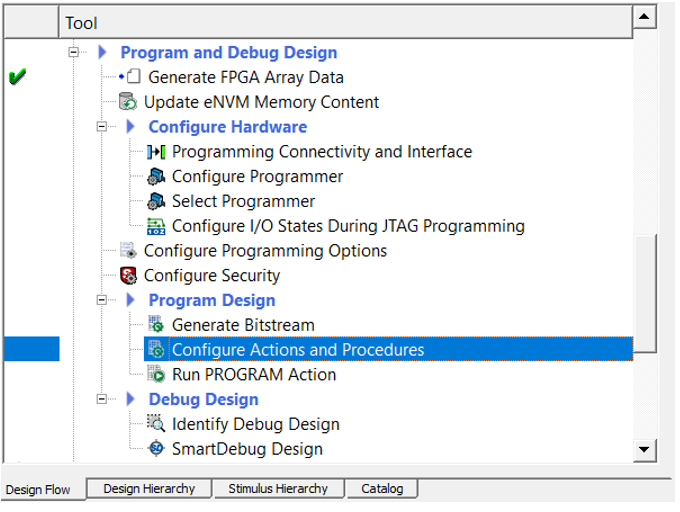 Tool
Program and Debug Design
Generate FPGA Array Data
Update eNVM Memory Content
Configure Hardware
Programming Connectivity and Interface
Configure Programmer
Select Programmer
Configure I/O States During JTAG Programming
Configure Programming Options
Configure Security
Program Design
Generate Bitstream
Configure Actions and Procedures
Run PROGRAM Action
Debug Design
Identify Debug Design
SmartDebug Design
Design Flow Design Hierarchy Stimulus Hierarchy Catalog